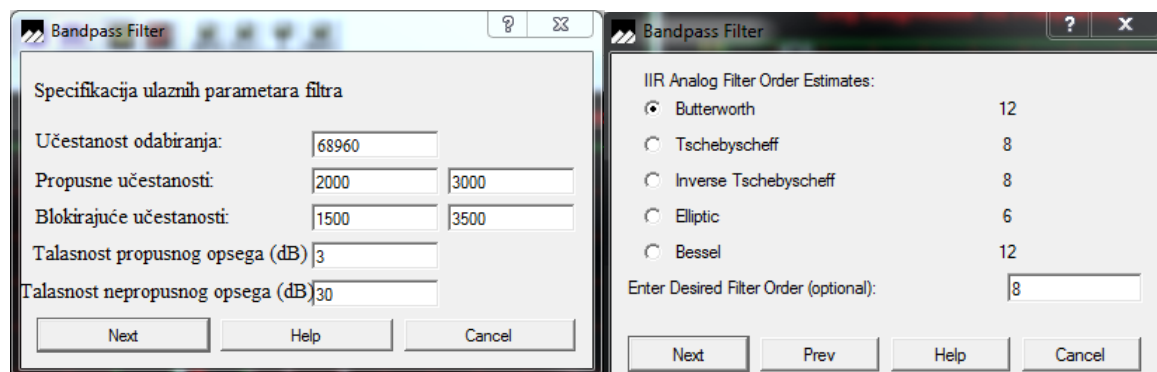 Bandpass Filter
Specifikacija ulaznih parametara filtra
Učestanost odabiranja: 68960
Propusne učestanosti: 2000 3000
Blokirajuće učestanosti: 1500 3500
Talasnost propusnog opsega (dB) 3
Talasnost nepropusnog opsega (dB) 30
Next Help Cancel
Bandpass Filter
IIR Analog Filter Order Estimates:
Butterworth 12
Tschebyscheff 8
Inverse Tschebyscheff 8
Elliptic 6
Bessel 12
Enter Desired Filter Order (optional): 8
Next Prev Help Cancel